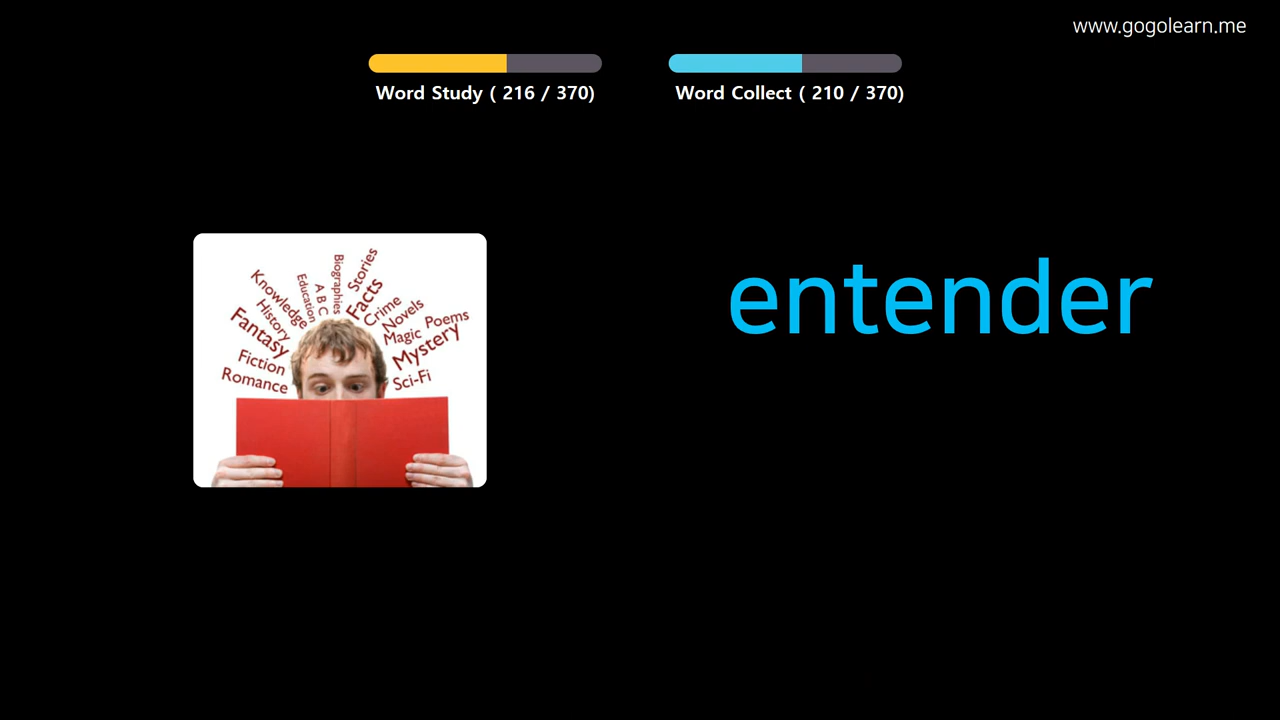 www.gogolearn.me
Word Study ( 216 / 370)
Word Collect ( 210 / 370)
entender
Stories
Biographies
Facts
A B C
Education
Knowledge
Crime
History
Novels
Poems
Fantasy
Magic
Mystery
Fiction
Romance
Sci-Fi